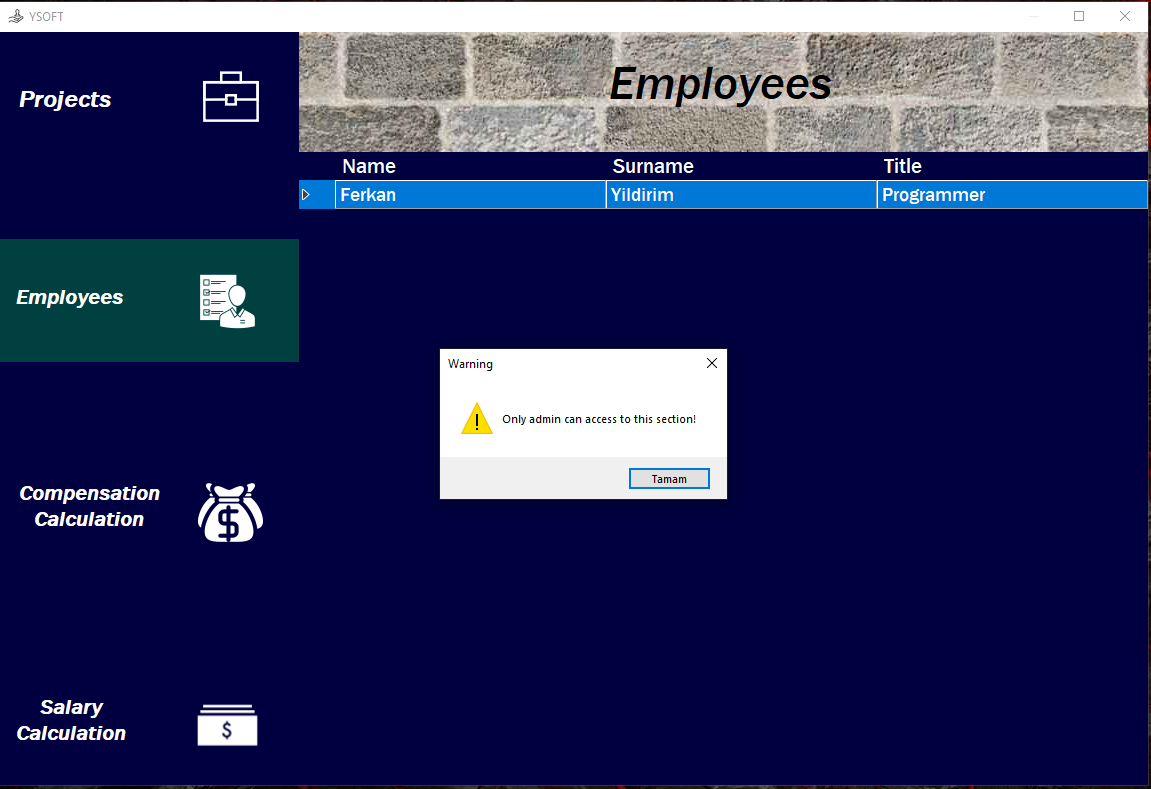 YSOFT
Projects
Employees
Compensation
Calculation
Salary
Calculation
Employees
Name Surname Title
Ferkan Yildirim Programmer
Warning
Only admin can access to this section!
Tamam